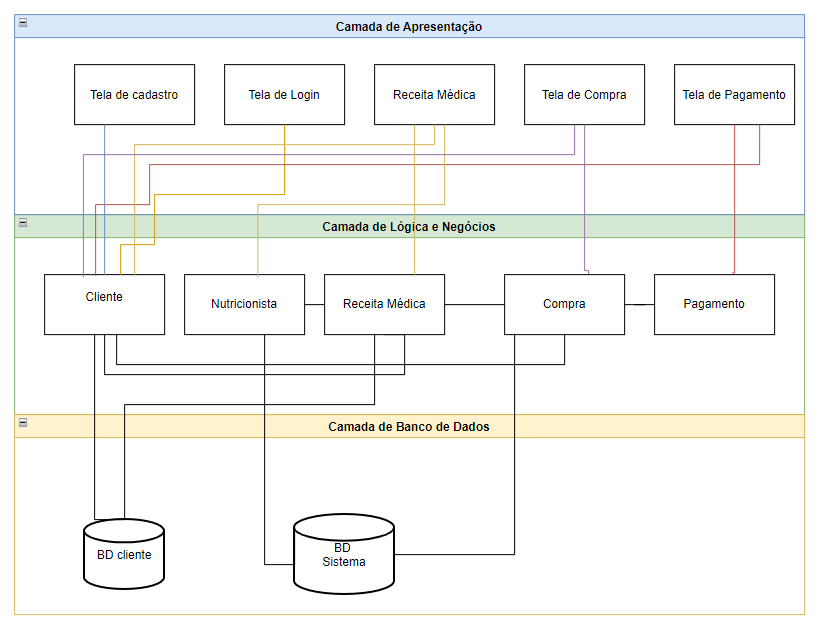 Camada de Apresentação
Tela de cadastro
Tela de Login
Receita Médica
Tela de Compra
Tela de Pagamento
Camada de Lógica e Negócios
Cliente
Nutricionista
Receita Médica
Compra
Pagamento
Camada de Banco de Dados
BD cliente
BD
Sistema